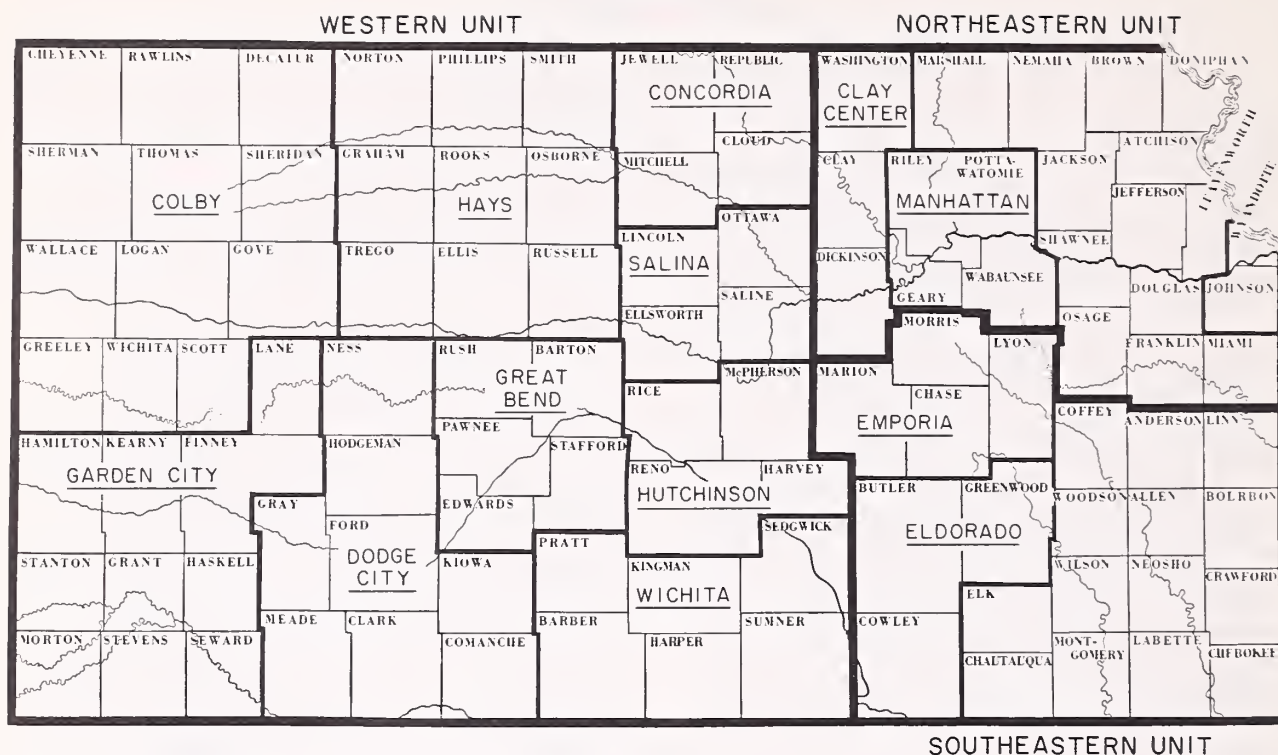 WESTERN UNIT
NORTHEASTERN UNIT
CHEYENNE RAWLINS DECATUR NORTON PHILLIPS SMITH JEWELL REPUBLIC WASHINGTON MARSHALL NEMAHA BROWN DONIPHAN
CONCORDIA
CLAY
CENTER
CLOUD
ATCHISON
LEAVENWORTH
SHERMAN THOMAS SHERIDAN GRAHAM ROOKS OSBORNE MITCHELL CLAY RILEY POTTA-
WATOMIE
JACKSON
JEFFERSON
WYANDOTTE
COLBY
HAYS
MANHATTAN
OTTAWA
LINCOLN
SHAWNEE
WALLACE LOGAN GOVE TREGO ELLIS RUSSELL
DICKINSON
SALINA
WABAUNSEE
SALINE
GEARY
DOUGLAS JOHNSON
ELLSWORTH
MORRIS
OSAGE
GREELEY WICHITA SCOTT LANE NESS RUSH BARTON
LYON
FRANKLIN MIAMI
GREAT
BEND
McPHERSON
MARION
RICE
CHASE
PAWNEE
EMPORIA
COFFEY
ANDERSON LINN
HAMILTON KEARNY FINNEY
HODGEMAN
STAFFORD
GARDEN CITY
RENO
HARVEY
HUTCHINSON
BUTLER
GREENWOOD
WOODSON ALLEN BOURBON
GRAY
EDWARDS
FORD
SEDGWICK
ELDORADO
DODGE
CITY
PRATT
STANTON GRANT HASKELL
KIOWA
KINGMAN
WICHITA
WILSON NEOSHO
CRAWFORD
ELK
MEADE CLARK
BARBER
SUMNER
COWLEY
MORTON STEVENS SEWARD
COMANCHE
HARPER
CHAUTAUQUA
MONT-
GOMERY
LABETTE
CHEROKEE
SOUTHEASTERN UNIT